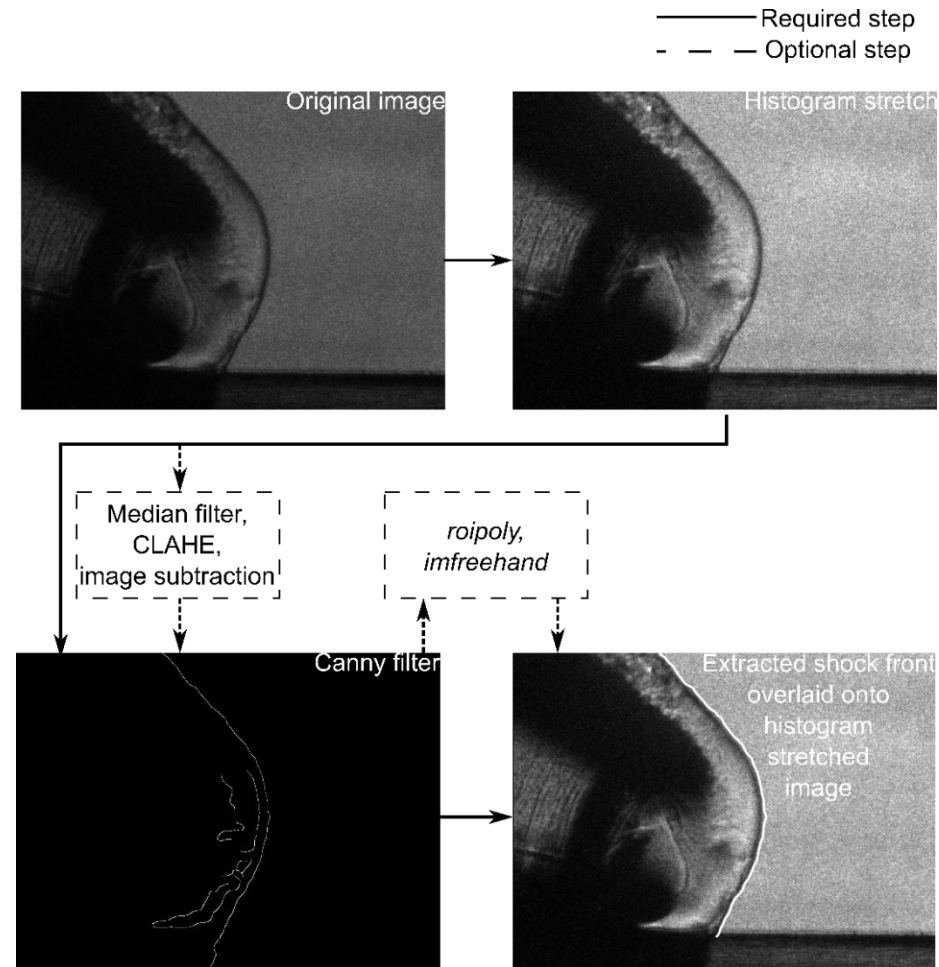 Required step
Optional step
Original image
Histogram stretch
Median filter,
CLAHE,
image subtraction
roipoly,
imfreehand
Canny filter
Extracted shock front
overlaid onto
histogram
stretched
image